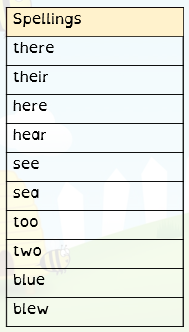 Spellings
there
their
here
hear
see
sea
too
two
blue
blew